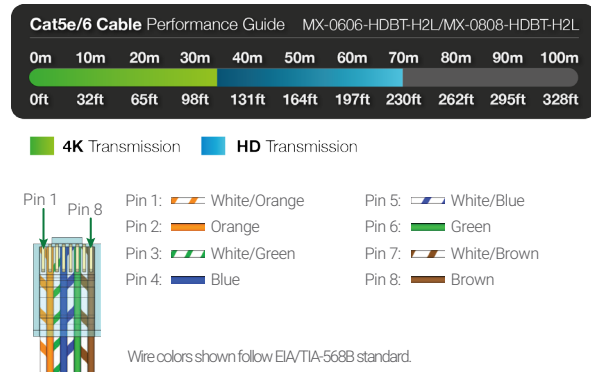 Cat5e/6 Cable Performance Guide MX-0606-HDBT-H2L/MX-0808-HDBT-H2L
0m 10m 20m 30m 40m 50m 60m 70m 80m 90m 100m
0ft 32ft 65ft 98ft 131ft 164ft 197ft 230ft 262ft 295ft 328ft
4K Transmission HD Transmission
Pin 1 Pin 8
Pin 1: White/Orange Pin 5: White/Blue
Pin 2: Orange Pin 6: Green
Pin 3: White/Green Pin 7: White/Brown
Pin 4: Blue Pin 8: Brown
Wire colors shown follow EIA/TIA-568B standard.